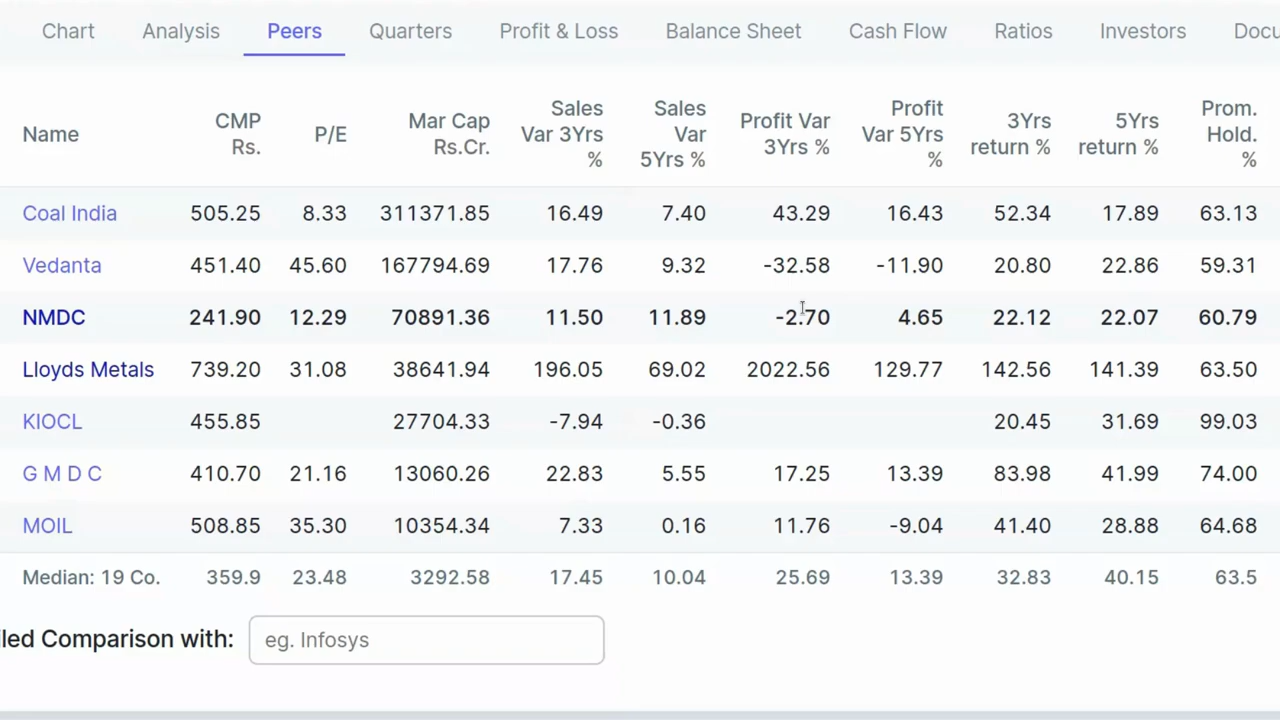 Chart Analysis Peers Quarters Profit & Loss Balance Sheet Cash Flow Ratios Investors Docu
Name CMP Rs. P/E Mar Cap Rs.Cr. Sales Var 3Yrs % Sales Var 5Yrs % Profit Var 3Yrs % Profit Var 5Yrs % 3Yrs return % 5Yrs return % Prom. Hold. %
Coal India 505.25 8.33 311371.85 16.49 7.40 43.29 16.43 52.34 17.89 63.13
Vedanta 451.40 45.60 167794.69 17.76 9.32 -32.58 -11.90 20.80 22.86 59.31
NMDC 241.90 12.29 70891.36 11.50 11.89 -2.70 4.65 22.12 22.07 60.79
Lloyds Metals 739.20 31.08 38641.94 196.05 69.02 2022.56 129.77 142.56 141.39 63.50
KIOCL 455.85 27704.33 -7.94 -0.36 20.45 31.69 99.03
G M D C 410.70 21.16 13060.26 22.83 5.55 17.25 13.39 83.98 41.99 74.00
MOIL 508.85 35.30 10354.34 7.33 0.16 11.76 -9.04 41.40 28.88 64.68
Median: 19 Co. 359.9 23.48 3292.58 17.45 10.04 25.69 13.39 32.83 40.15 63.5
iled Comparison with: eg. Infosys